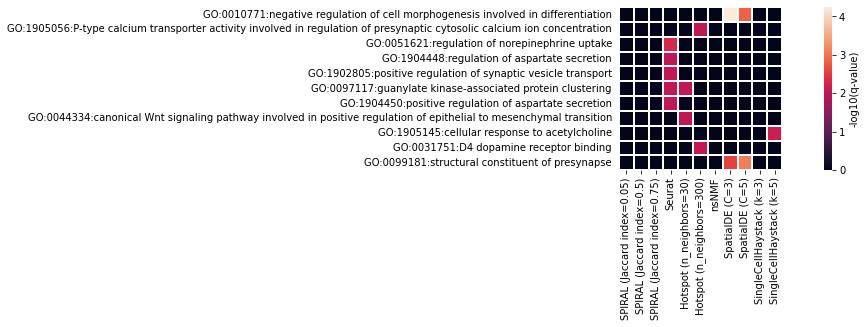 GO:0010771:negative regulation of cell morphogenesis involved in differentiation
GO:1905056:P-type calcium transporter activity involved in regulation of presynaptic cytosolic calcium ion concentration
GO:0051621:regulation of norepinephrine uptake
GO:1904448:regulation of aspartate secretion
GO:1902805:positive regulation of synaptic vesicle transport
GO:0097117:guanylate kinase-associated protein clustering
GO:1904450:positive regulation of aspartate secretion
GO:0044334:canonical Wnt signaling pathway involved in positive regulation of epithelial to mesenchymal transition
GO:1905145:cellular response to acetylcholine
GO:0031751:D4 dopamine receptor binding
GO:0099181:structural constituent of presynapse
SPIRAL (Jaccard index=0.05)
SPIRAL (Jaccard index=0.5)
SPIRAL (Jaccard index=0.75)
Seurat
Hotspot (n_neighbors=30)
Hotspot (n_neighbors=300)
nsNMF
SpatialDE (C=3)
SpatialDE (C=5)
SingleCellHaystack (k=3)
SingleCellHaystack (k=5)
4
3
2
1
0
-log10(q-value)